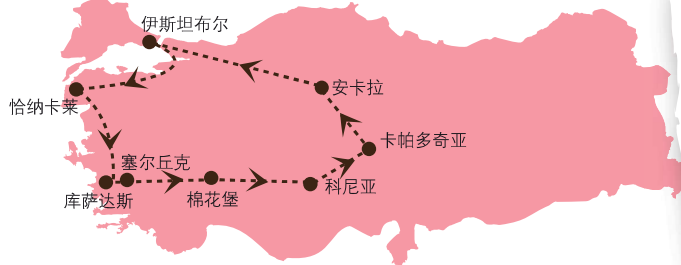 伊斯坦布尔
安卡拉
恰纳卡莱
卡帕多奇亚
塞尔丘克
科尼亚
库萨达斯
棉花堡